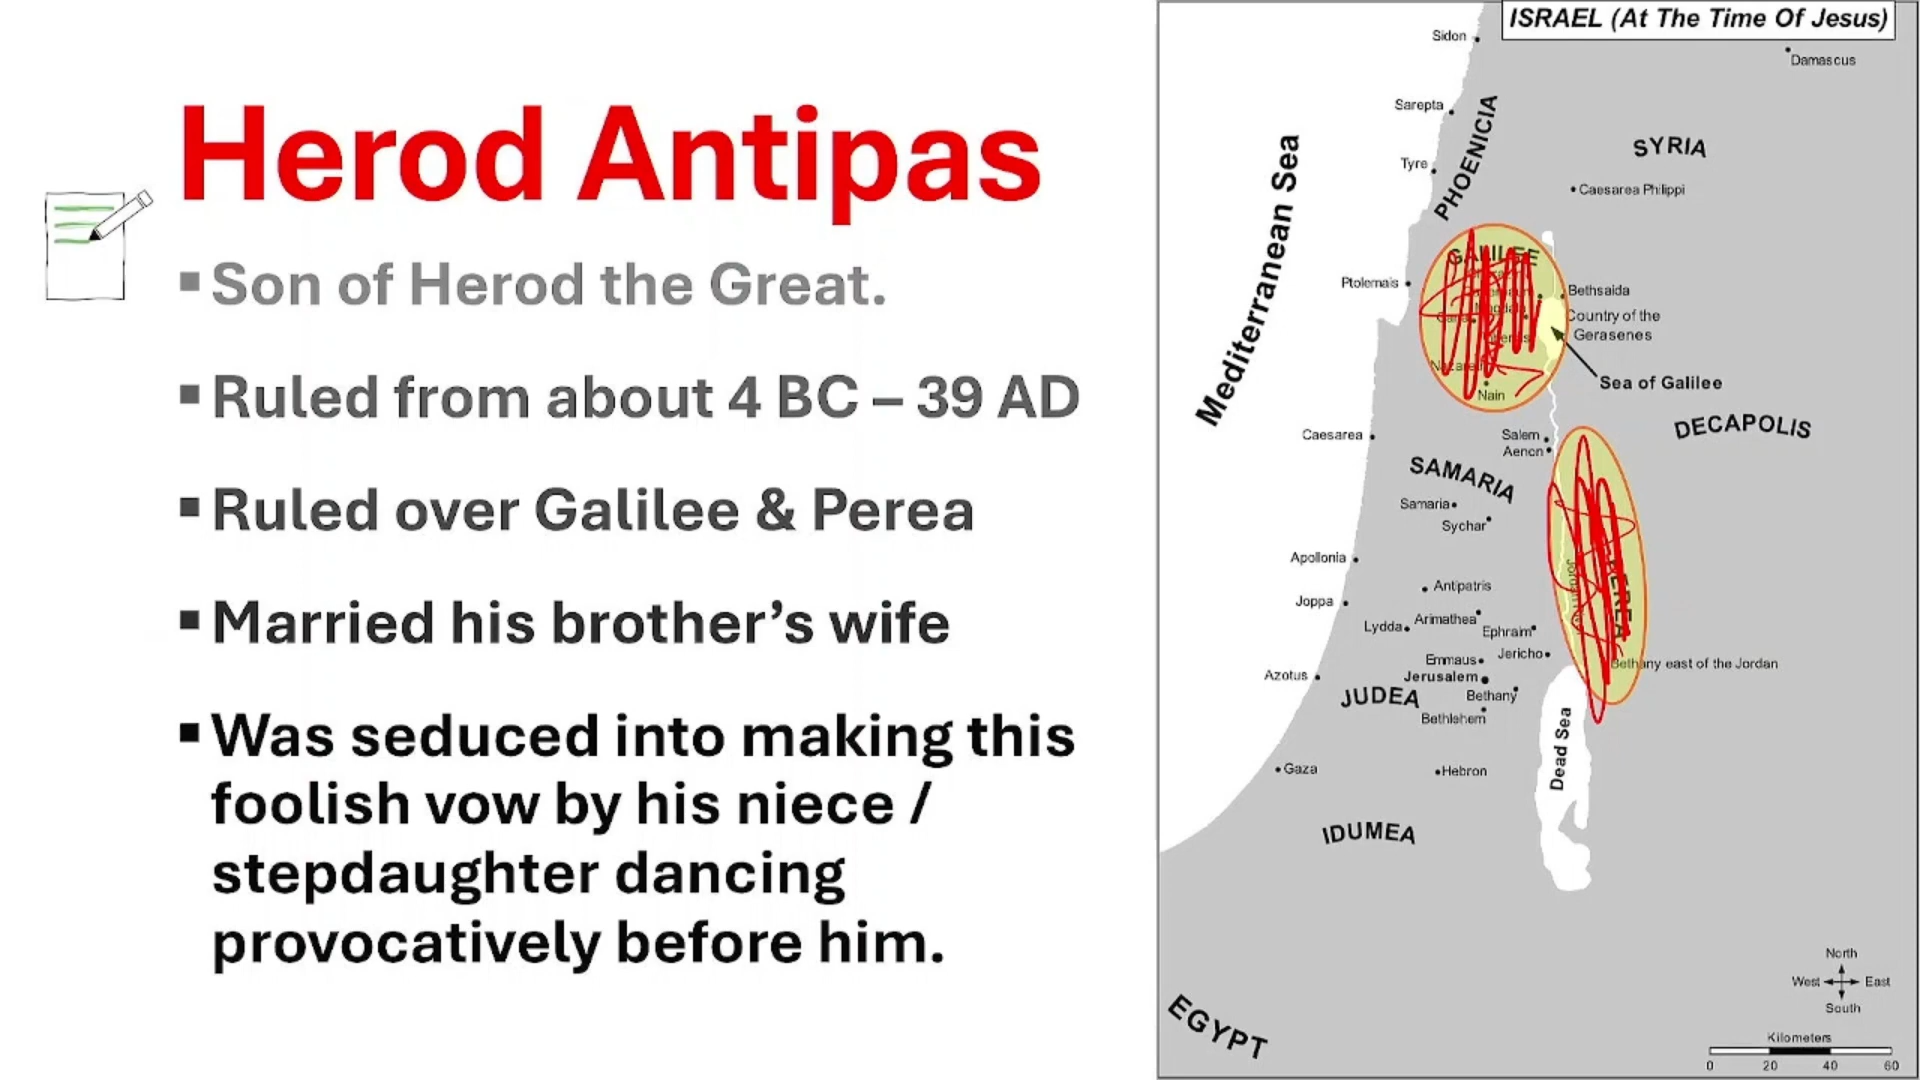 Herod Antipas
▪ Son of Herod the Great.
▪ Ruled from about 4 BC – 39 AD
▪ Ruled over Galilee & Perea
▪ Married his brother’s wife
▪ Was seduced into making this
foolish vow by his niece /
stepdaughter dancing
provocatively before him.
ISRAEL (At The Time Of Jesus)
Sidon
Damascus
Sarepta
PHOENICIA
SYRIA
Tyre
Caesarea Philippi
Mediterranean Sea
GALILEE
Ptolemais
Bethsaida
Country of the
Gerasenes
Nazareth
Sea of Galilee
Nain
DECAPOLIS
Caesarea
Salem
Aenon
SAMARIA
Samaria
Sychar
Apollonia
PEREA
Antipatris
Joppa
Arimathea
Lydda
Ephraim
Jericho
Emmaus
Bethany east of the Jordan
Azotus
Jerusalem
JUDEA
Bethany
Bethlehem
Dead Sea
Gaza
Hebron
IDUMEA
North
West
East
South
EGYPT
Kilometers
0 20 40 60